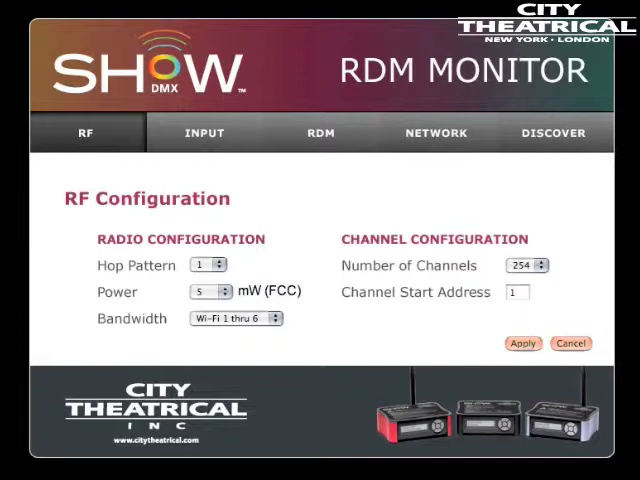 CITY
THEATRICAL
NEW YORK • LONDON
SHOW
DMX
™
RDM MONITOR
RF
INPUT
RDM
NETWORK
DISCOVER
RF Configuration
RADIO CONFIGURATION
Hop Pattern 1
Power 5 mW (FCC)
Bandwidth Wi-Fi 1 thru 6
CHANNEL CONFIGURATION
Number of Channels 254
Channel Start Address 1
Apply Cancel
CITY
THEATRICAL
INC
www.citytheatrical.com